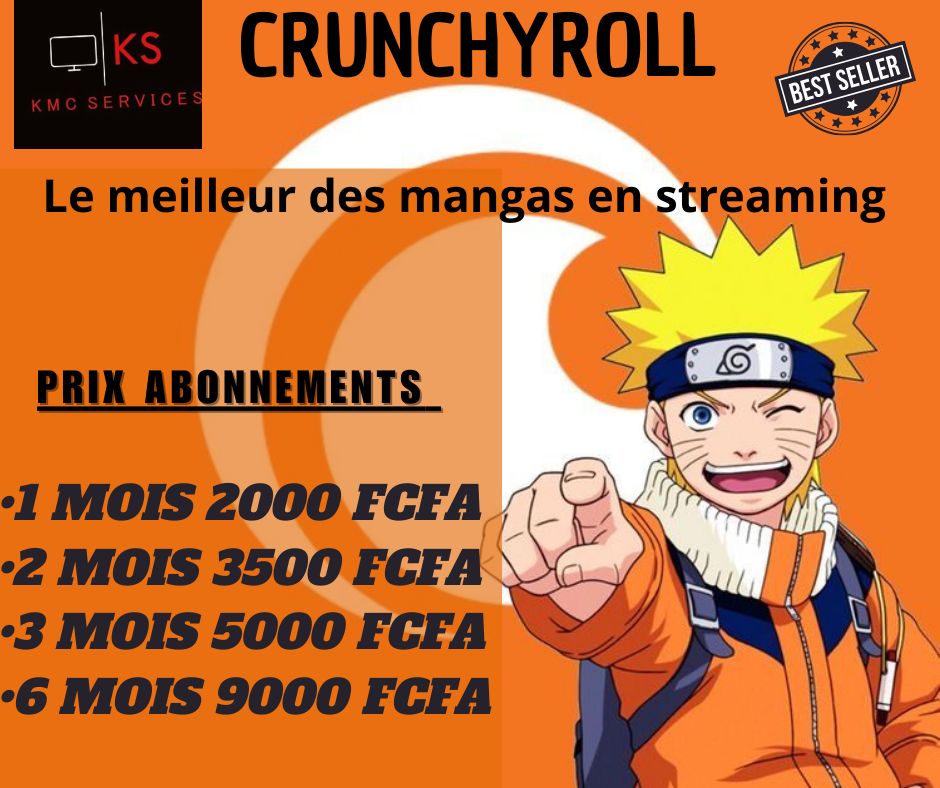 KS
KMC SERVICES
CRUNCHYROLL
BEST SELLER
Le meilleur des mangas en streaming
PRIX ABONNEMENTS
•1 MOIS 2000 FCFA
•2 MOIS 3500 FCFA
•3 MOIS 5000 FCFA
•6 MOIS 9000 FCFA